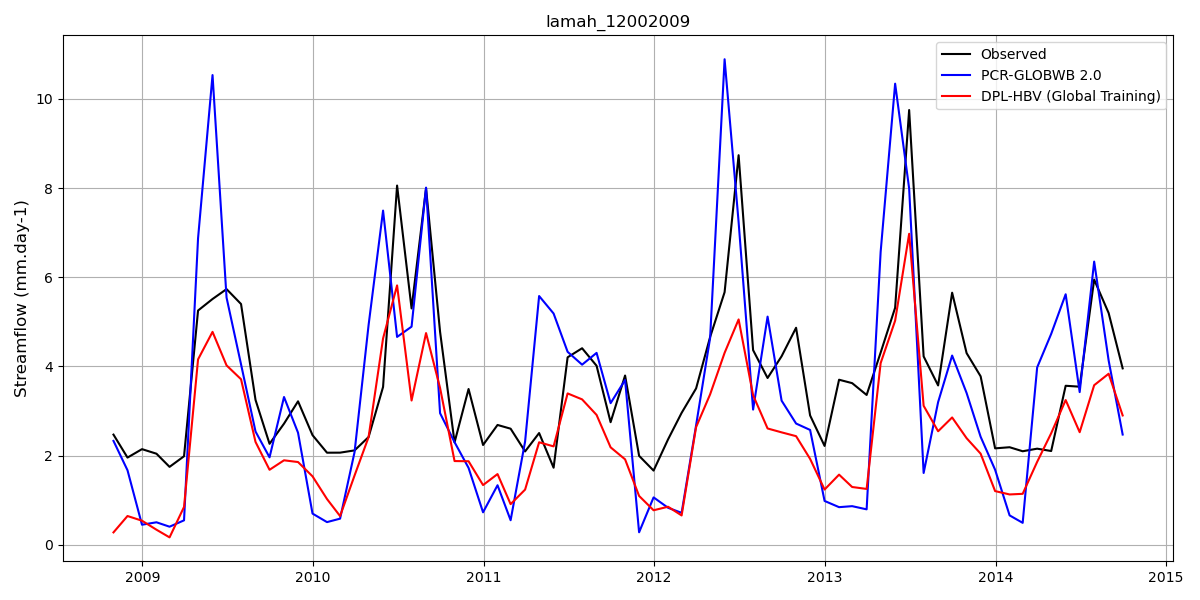 lamah_12002009
Observed
PCR-GLOBWB 2.0
DPL-HBV (Global Training)
Streamflow (mm.day-1)
10
8
6
4
2
0
2009 2010 2011 2012 2013 2014 2015